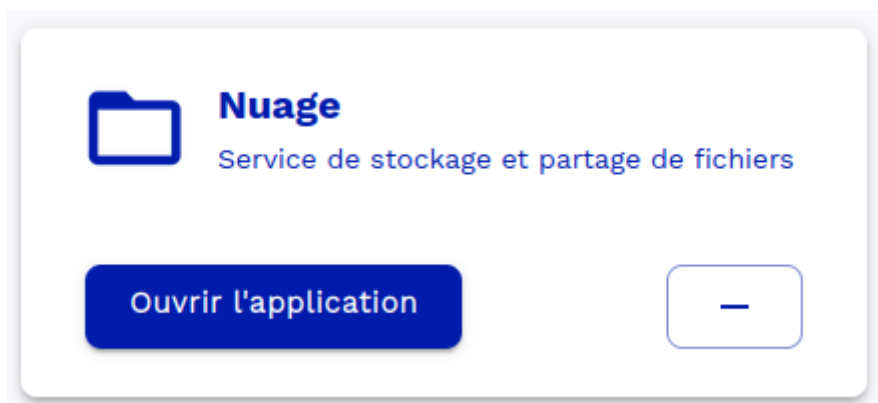 Nuage
Service de stockage et partage de fichiers
Ouvrir l'application